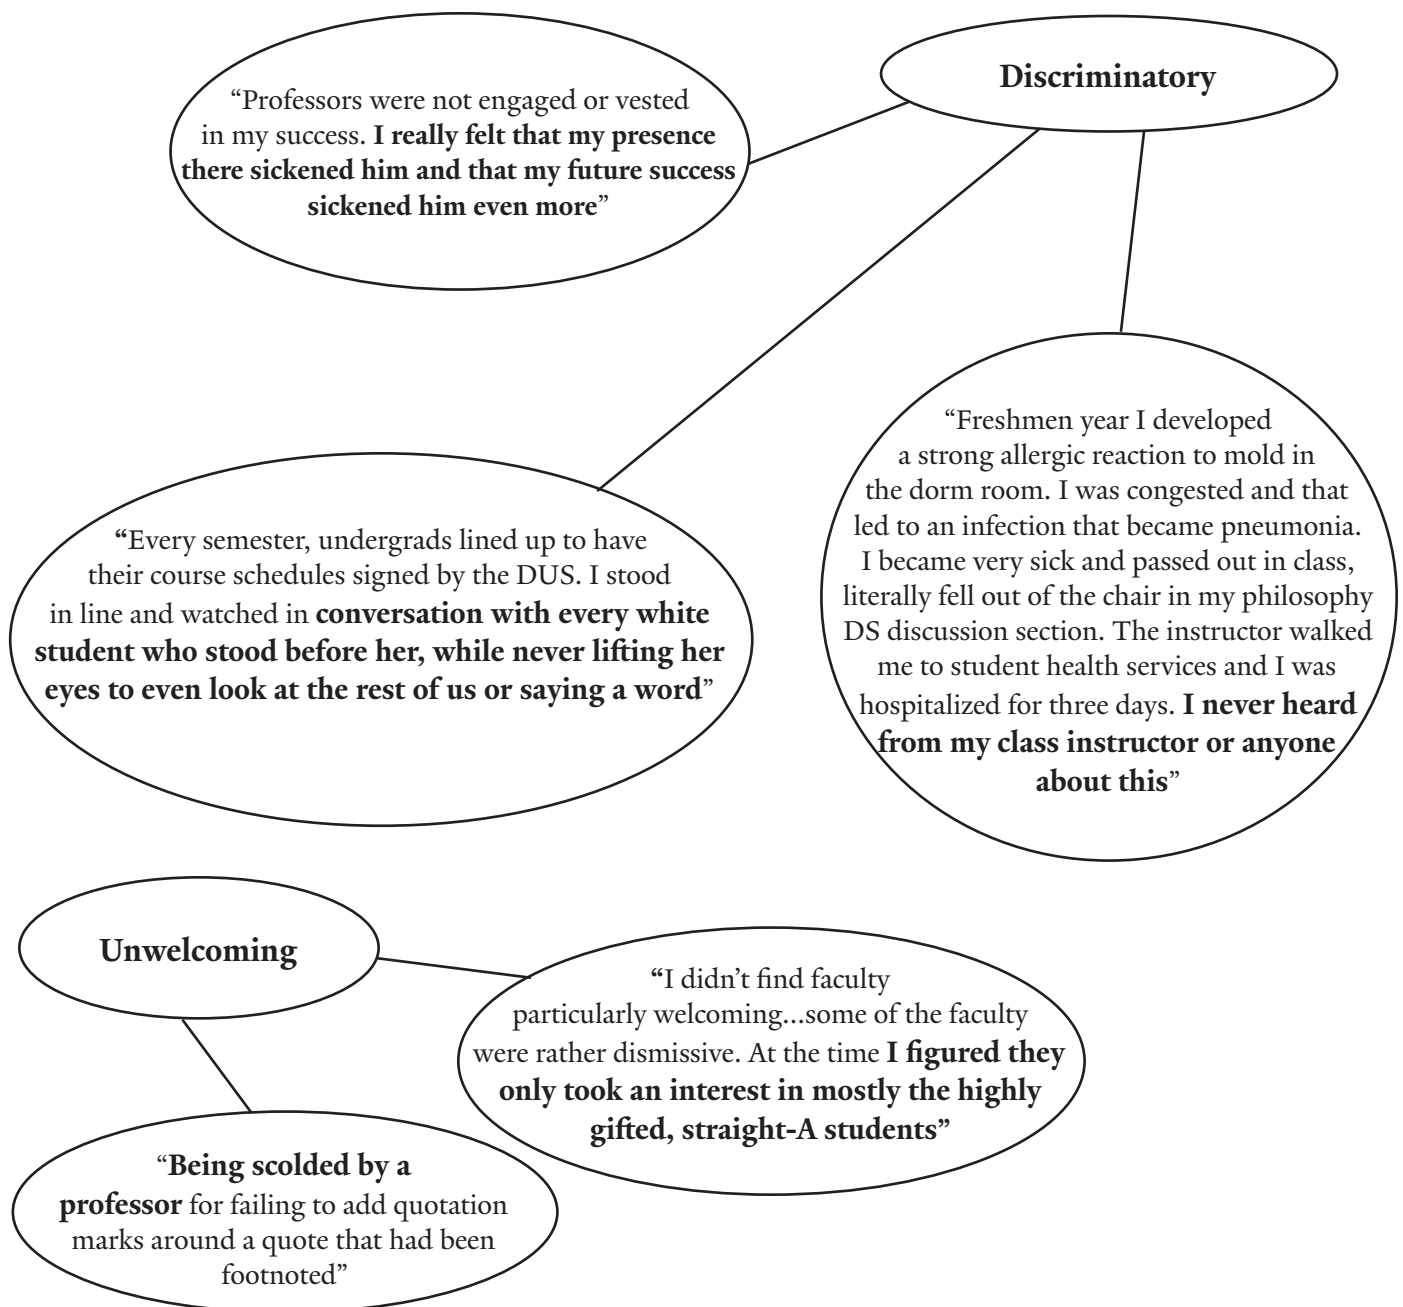 Discriminatory
“Professors were not engaged or vested
in my success. I really felt that my presence
there sickened him and that my future success
sickened him even more”
“Every semester, undergrads lined up to have
their course schedules signed by the DUS. I stood
in line and watched in conversation with every white
student who stood before her, while never lifting her
eyes to even look at the rest of us or saying a word”
“Freshmen year I developed
a strong allergic reaction to mold in
the dorm room. I was congested and that
led to an infection that became pneumonia.
I became very sick and passed out in class,
literally fell out of the chair in my philosophy
DS discussion section. The instructor walked
me to student health services and I was
hospitalized for three days. I never heard
from my class instructor or anyone
about this”
Unwelcoming
“I didn’t find faculty
particularly welcoming...some of the faculty
were rather dismissive. At the time I figured they
only took an interest in mostly the highly
gifted, straight-A students”
“Being scolded by a
professor for failing to add quotation
marks around a quote that had been
footnoted”